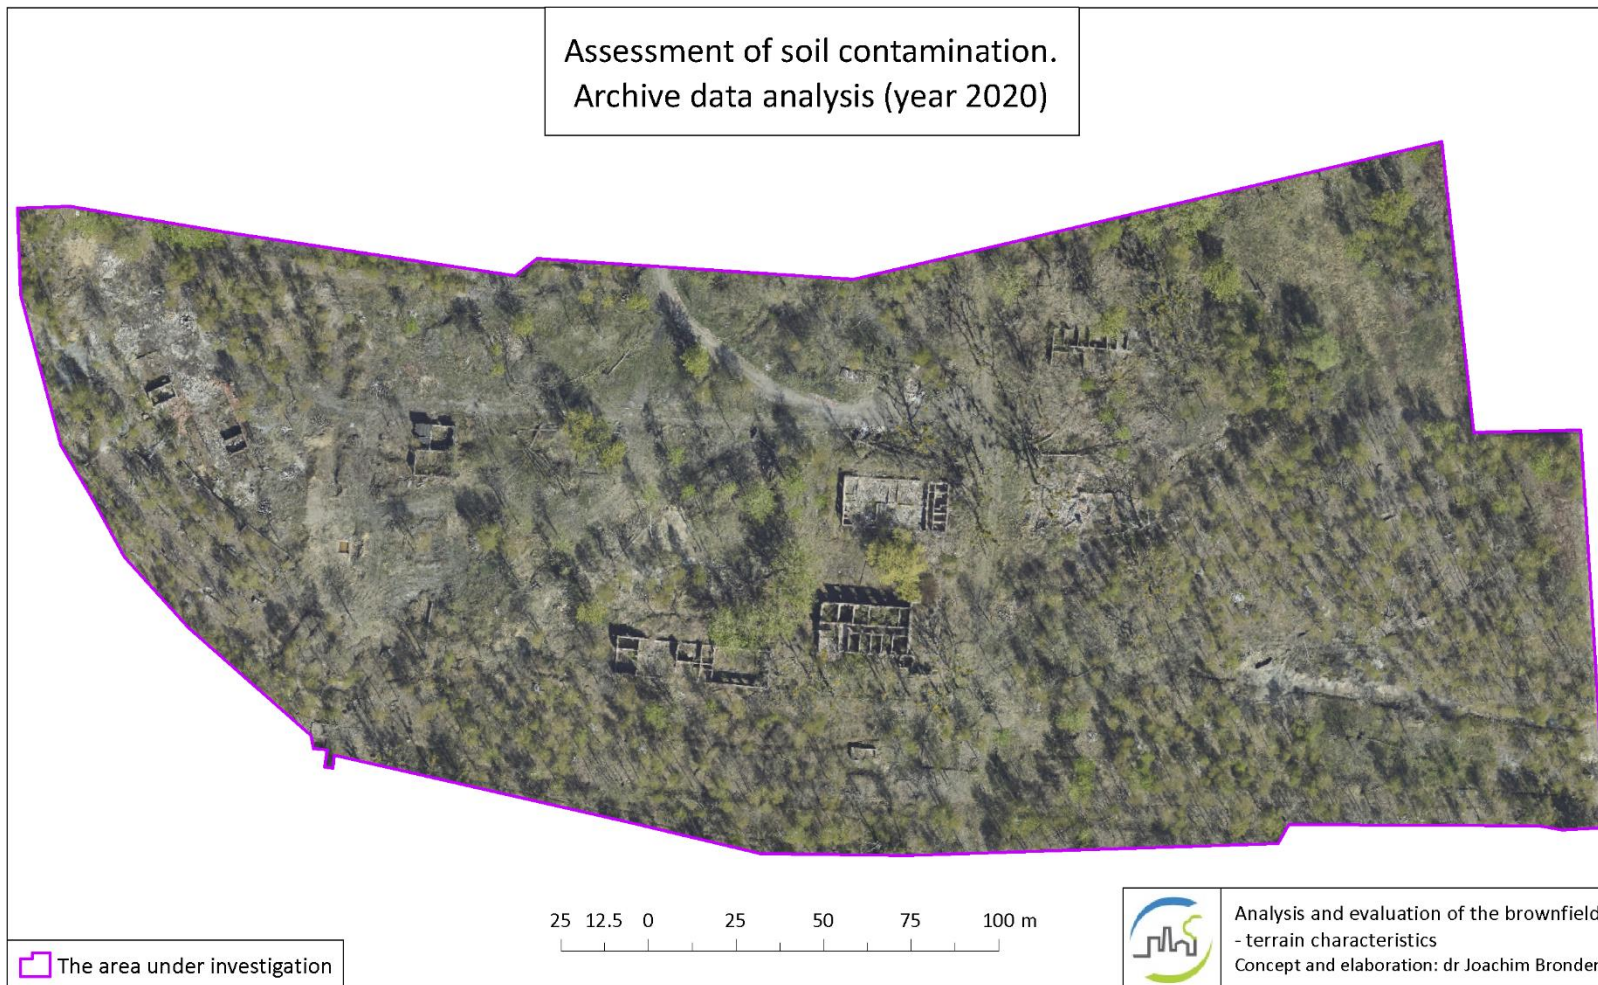 Assessment of soil contamination.
Archive data analysis (year 2020)
25 12.5 0 25 50 75 100 m
The area under investigation
Analysis and evaluation of the brownfield
- terrain characteristics
Concept and elaboration: dr Joachim Bronder